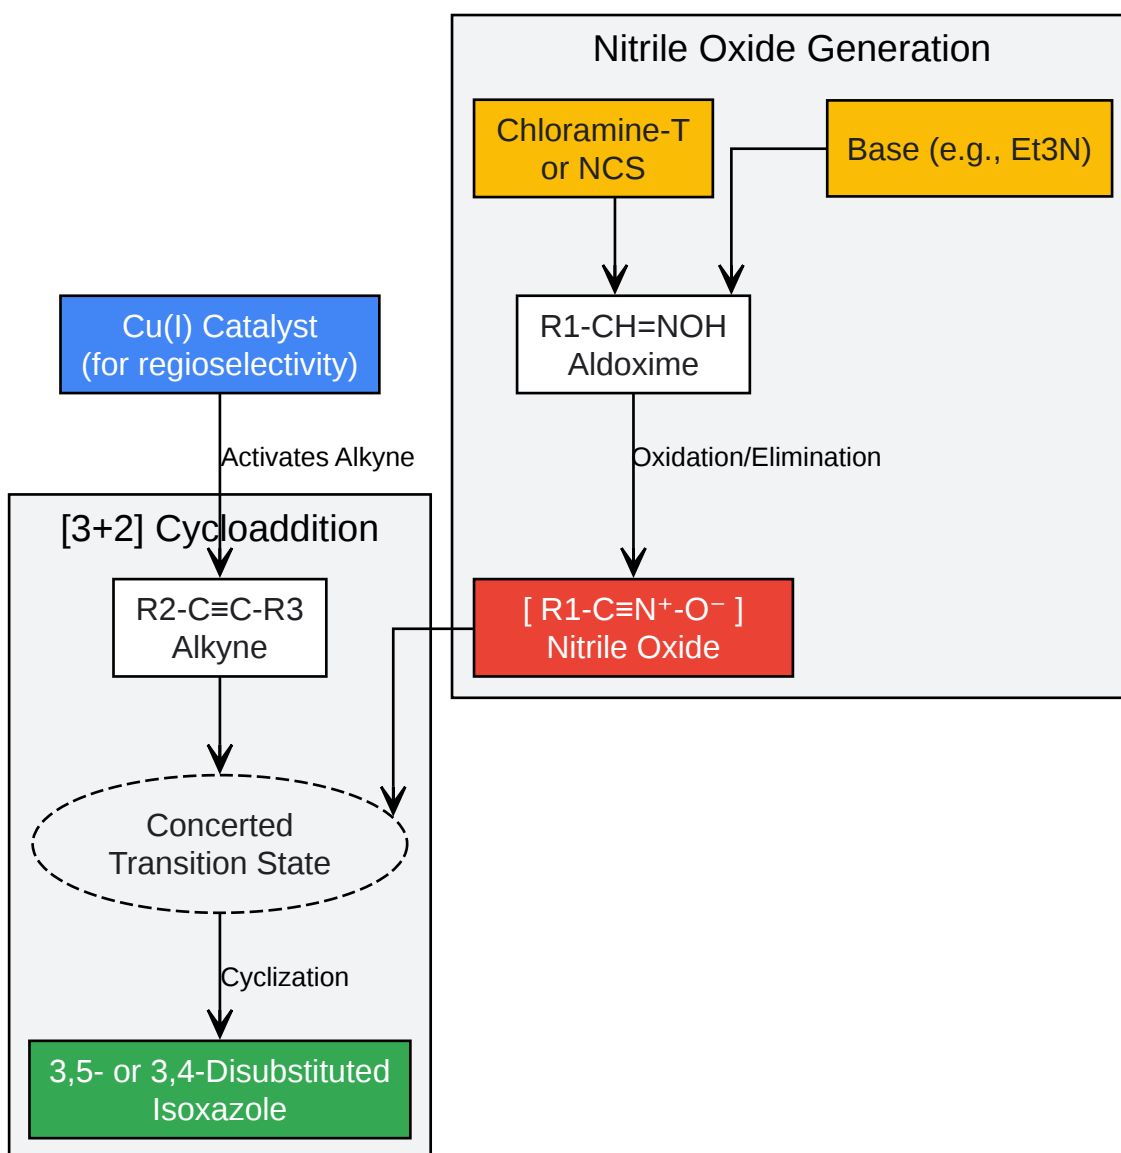 Nitrile Oxide Generation
Chloramine-T
or NCS
Base (e.g., Et3N)
Cu(I) Catalyst
(for regioselectivity)
R1-CH=NOH
Aldoxime
Activates Alkyne
Oxidation/Elimination
[3+2] Cycloaddition
R2-C≡C-R3
Alkyne
[ R1-C≡N⁺-O⁻ ]
Nitrile Oxide
Concerted
Transition State
Cyclization
3,5- or 3,4-Disubstituted
Isoxazole